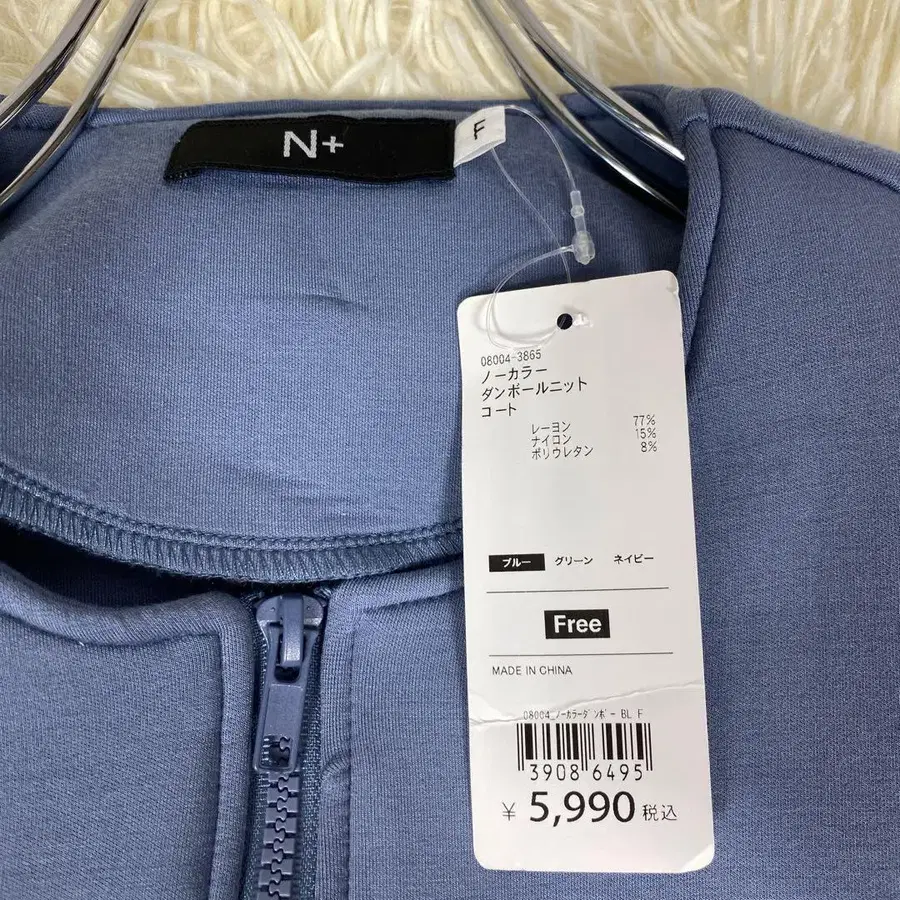 N+
F
08004-3865
ノーカラー
ダンボールニット
コート
レーヨン 77%
ナイロン 15%
ポリウレタン 8%
ブルー グリーン ネイビー
Free
MADE IN CHINA
08004_ノーカラーダンボー BL F
39086495
¥ 5,990 税込